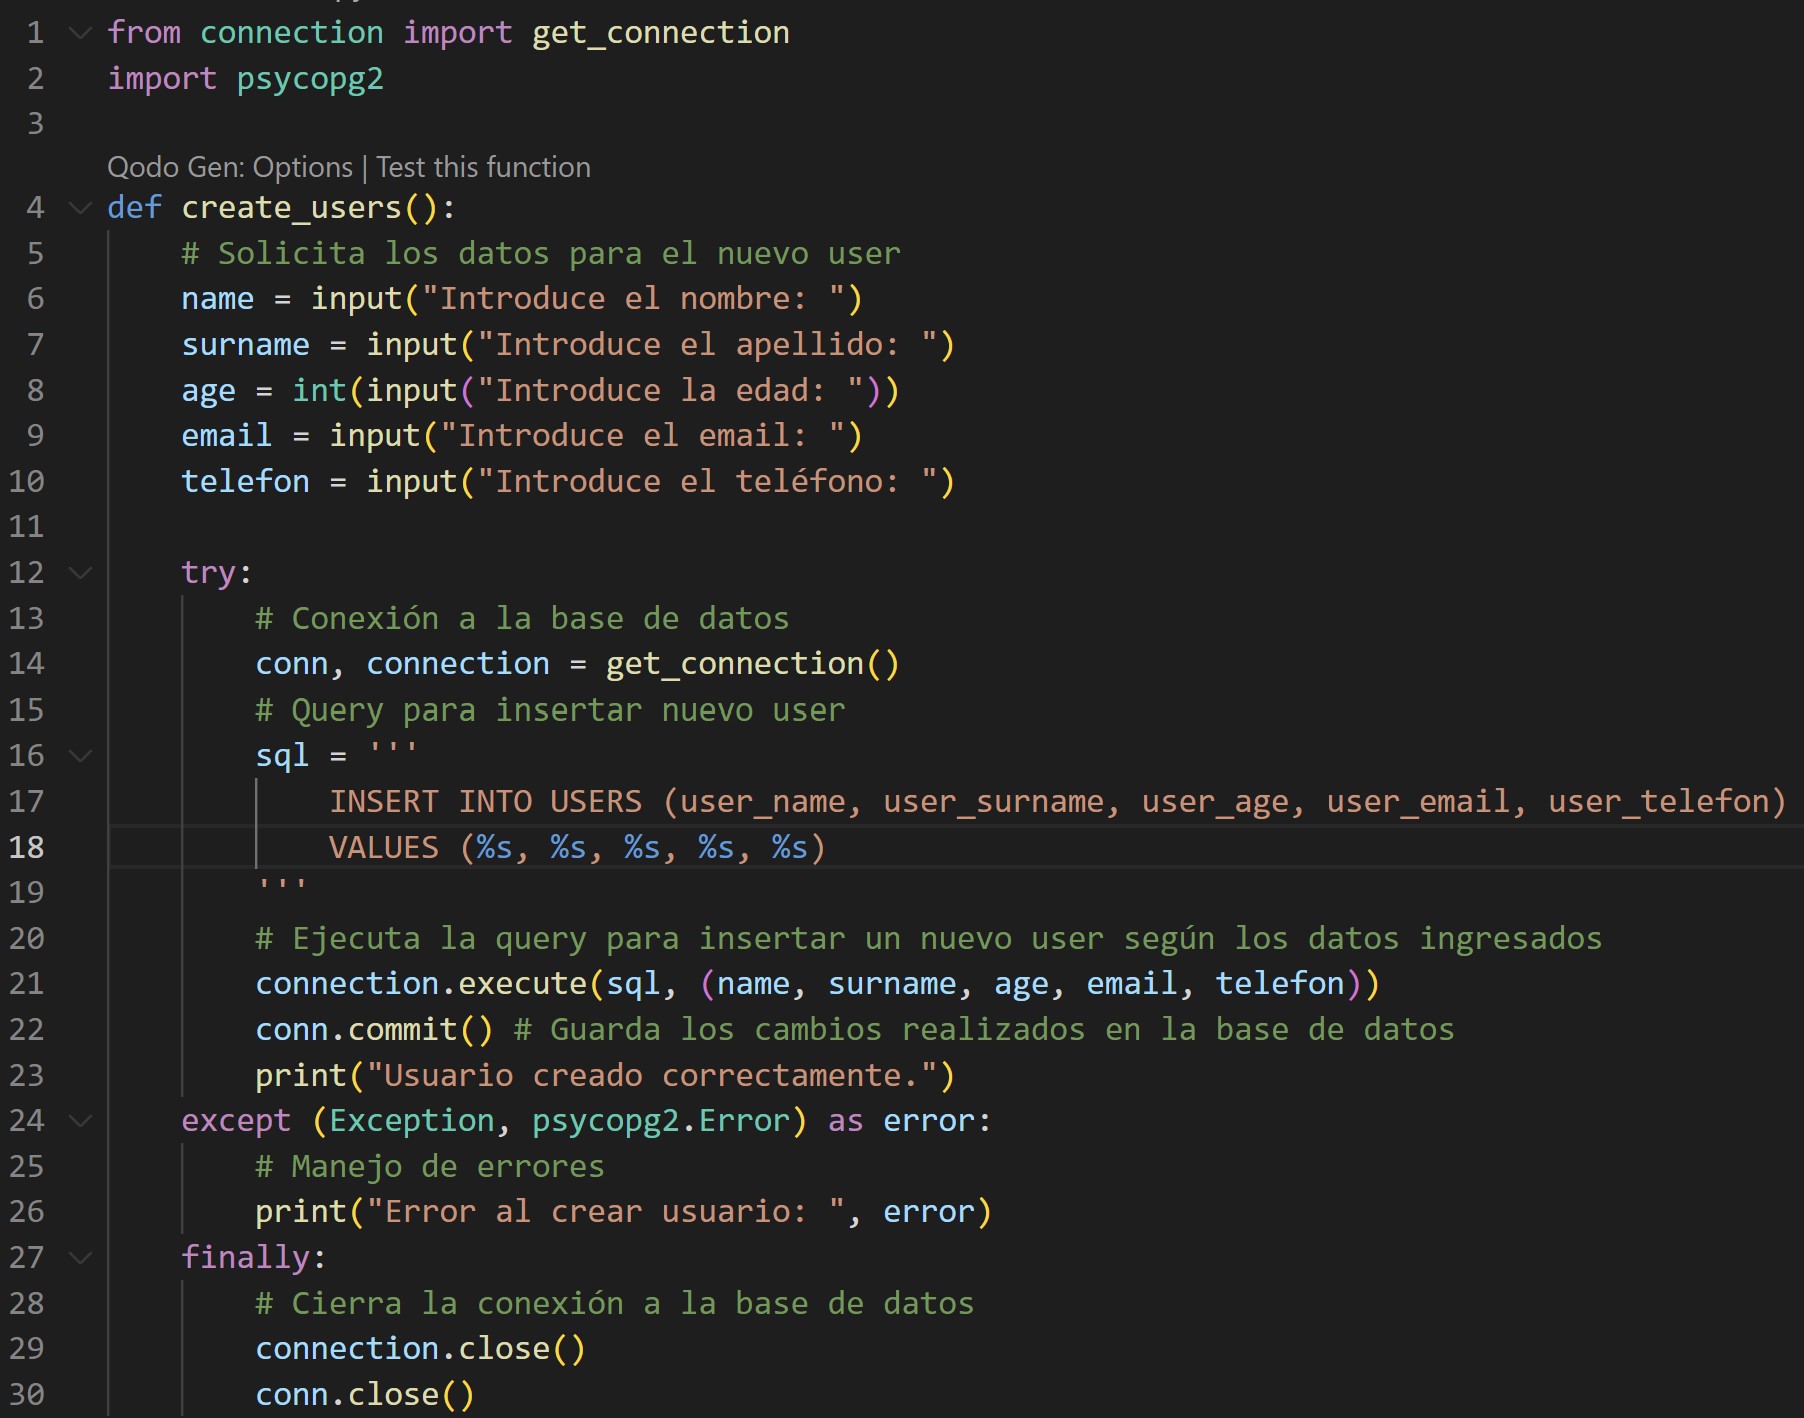 1 from connection import get_connection
2 import psycopg2
3
Qodo Gen: Options | Test this function
4 def create_users():
5     # Solicita los datos para el nuevo user
6     name = input("Introduce el nombre: ")
7     surname = input("Introduce el apellido: ")
8     age = int(input("Introduce la edad: "))
9     email = input("Introduce el email: ")
10     telefon = input("Introduce el teléfono: ")
11
12     try:
13         # Conexión a la base de datos
14         conn, connection = get_connection()
15         # Query para insertar nuevo user
16         sql = '''
17             INSERT INTO USERS (user_name, user_surname, user_age, user_email, user_telefon)
18             VALUES (%s, %s, %s, %s, %s)
19         '''
20         # Ejecuta la query para insertar un nuevo user según los datos ingresados
21         connection.execute(sql, (name, surname, age, email, telefon))
22         conn.commit() # Guarda los cambios realizados en la base de datos
23         print("Usuario creado correctamente.")
24     except (Exception, psycopg2.Error) as error:
25         # Manejo de errores
26         print("Error al crear usuario: ", error)
27     finally:
28         # Cierra la conexión a la base de datos
29         connection.close()
30         conn.close()